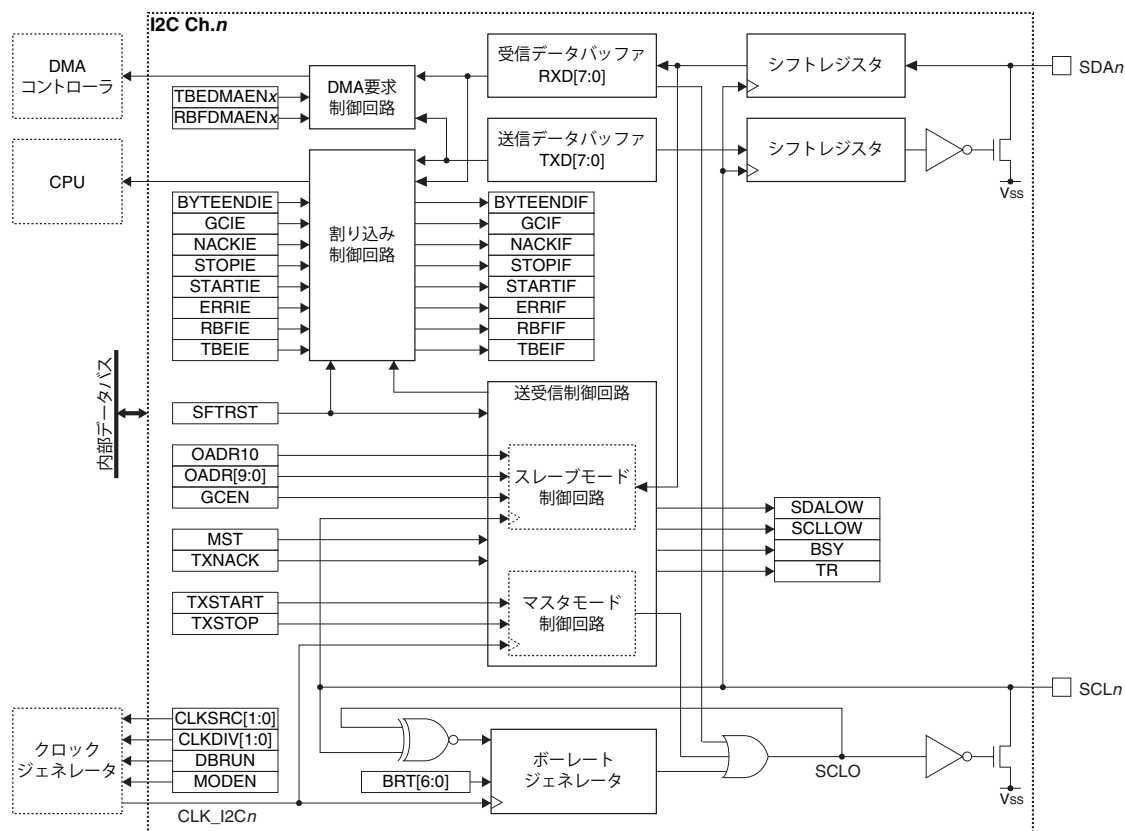 I2C Ch.n
DMA
コントローラ
TBEDMAENx
RBFDMAENx
DMA要求
制御回路
受信データバッファ
RXD[7:0]
シフトレジスタ
SDAn
送信データバッファ
TXD[7:0]
シフトレジスタ
VSS
CPU
割り込み
制御回路
BYTEENDIE
GCIE
NACKIE
STOPIE
STARTIE
ERRIE
RBFIE
TBEIE
BYTEENDIF
GCIF
NACKIF
STOPIF
STARTIF
ERRIF
RBFIF
TBEIF
内部データバス
SFTRST
送受信制御回路
OADR10
OADR[9:0]
GCEN
スレーブモード
制御回路
MST
TXNACK
SDALOW
SCLLOW
BSY
TR
TXSTART
TXSTOP
マスタモード
制御回路
SCLn
クロック
ジェネレータ
CLKSRC[1:0]
CLKDIV[1:0]
DBRUN
MODEN
BRT[6:0]
ボーレート
ジェネレータ
SCLO
VSS
CLK_I2Cn